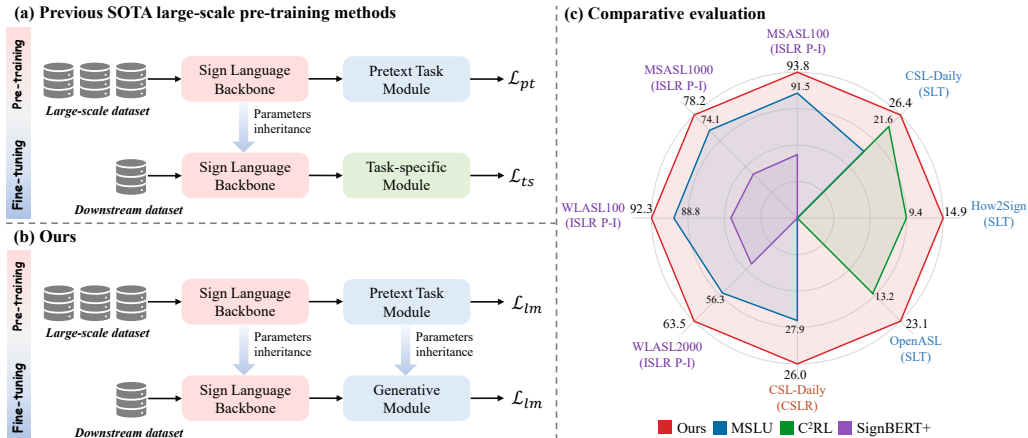 (a) Previous SOTA large-scale pre-training methods
Pre-training
Large-scale dataset
Sign Language
Backbone
Pretext Task
Module
ℒpt
Parameters
inheritance
Fine-tuning
Downstream dataset
Sign Language
Backbone
Task-specific
Module
ℒts
(b) Ours
Pre-training
Large-scale dataset
Sign Language
Backbone
Pretext Task
Module
ℒlm
Parameters
inheritance
Parameters
inheritance
Fine-tuning
Downstream dataset
Sign Language
Backbone
Generative
Module
ℒlm
(c) Comparative evaluation
MSASL100
(ISLR P-I)
93.8
91.5
CSL-Daily
(SLT)
26.4
21.6
How2Sign
(SLT)
14.9
9.4
OpenASL
(SLT)
23.1
13.2
CSL-Daily
(CSLR)
26.0
27.9
WLASL2000
(ISLR P-I)
63.5
56.3
WLASL100
(ISLR P-I)
92.3
88.8
MSASL1000
(ISLR P-I)
78.2
74.1
Ours
MSLU
C²RL
SignBERT+